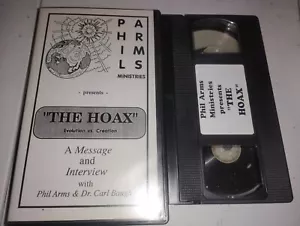 PHIL
ARMS
MINISTRIES
- presents -
"THE HOAX"
Evolution vs. Creation
A Message
and
Interview
with
Phil Arms & Dr. Carl Baugh
Phil Arms
Ministries
presents
"THE
HOAX"